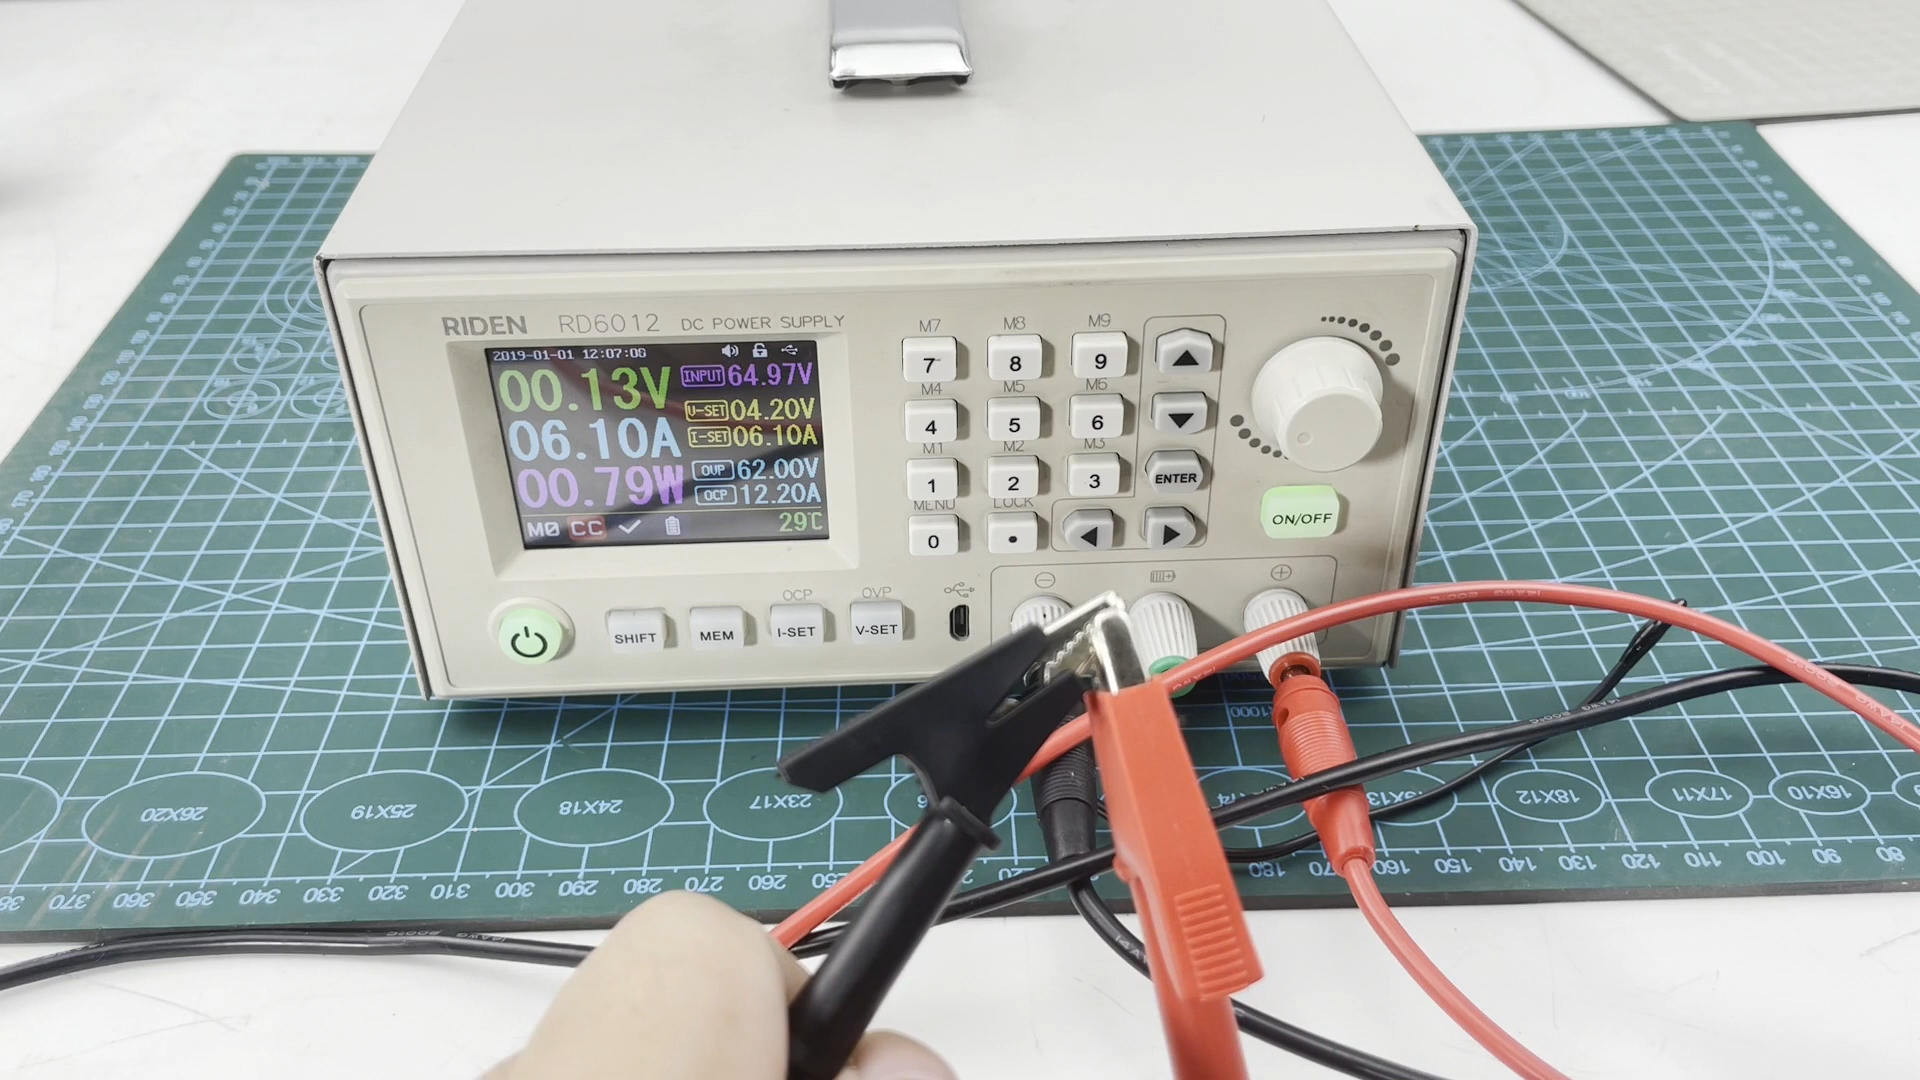 RIDEN RD6012 DC POWER SUPPLY
2019-01-01 12:07:06
00.13V
INPUT 64.97V
V-SET 04.20V
06.10A
I-SET 06.10A
00.79W
OVP 62.00V
OCP 12.20A
M0 CC 29℃
M7 M8 M9
7 8 9
M4 M5 M6
4 5 6
M1 M2 M3
1 2 3
ENTER
MENU LOCK
0 .
ON/OFF
OCP OVP
SHIFT MEM I-SET V-SET
26X20 25X19 24X18 23X17 18X12 17X11 16X10
370 360 350 340 330 320 310 300 290 280 270 260 180 160 150 140 130 120 110 100 90 80
14AWG 200°C